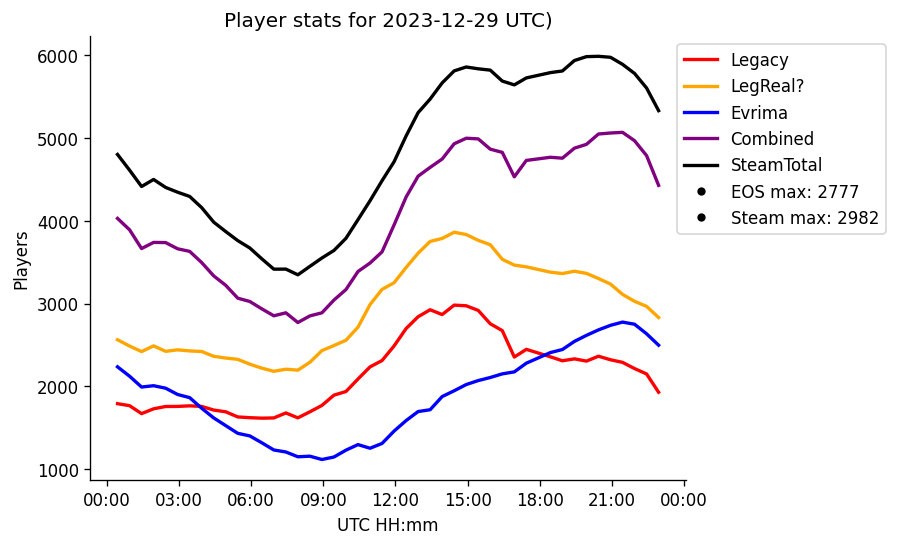 Player stats for 2023-12-29 UTC)
Players
6000
5000
4000
3000
2000
1000
00:00 03:00 06:00 09:00 12:00 15:00 18:00 21:00 00:00
UTC HH:mm
Legacy
LegReal?
Evrima
Combined
SteamTotal
EOS max: 2777
Steam max: 2982